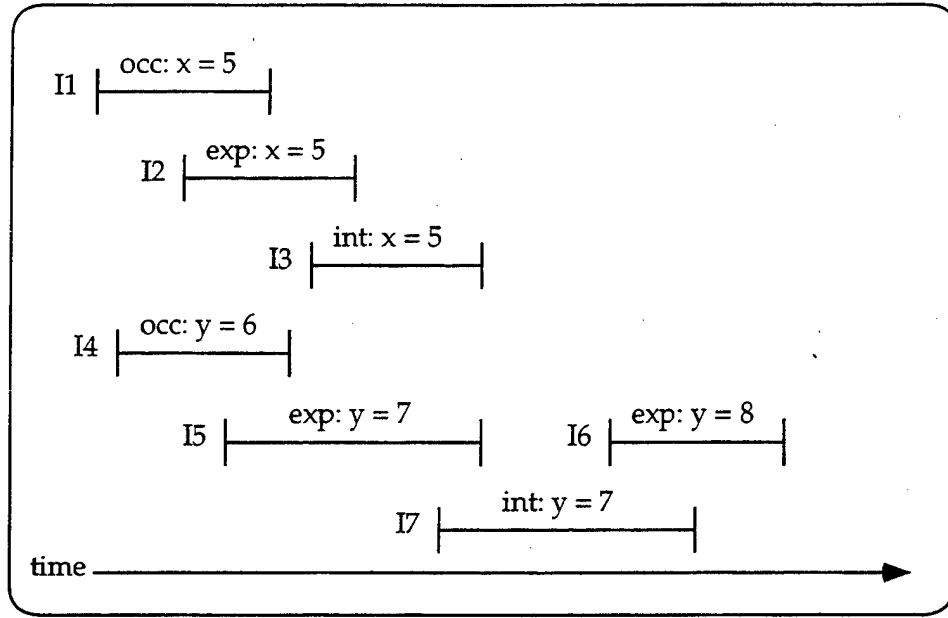 occ: x = 5
I1
exp: x = 5
I2
int: x = 5
I3
occ: y = 6
I4
exp: y = 7
I5
exp: y = 8
I6
int: y = 7
I7
time